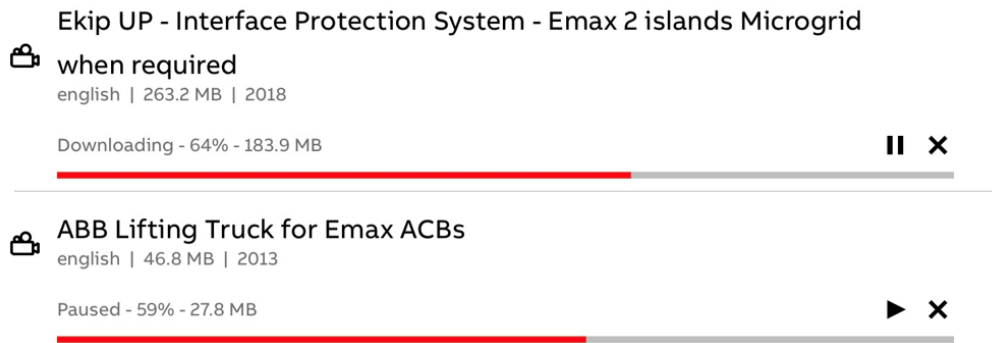 Ekip UP - Interface Protection System - Emax 2 islands Microgrid
when required
english | 263.2 MB | 2018
Downloading - 64% - 183.9 MB
ABB Lifting Truck for Emax ACBs
english | 46.8 MB | 2013
Paused - 59% - 27.8 MB